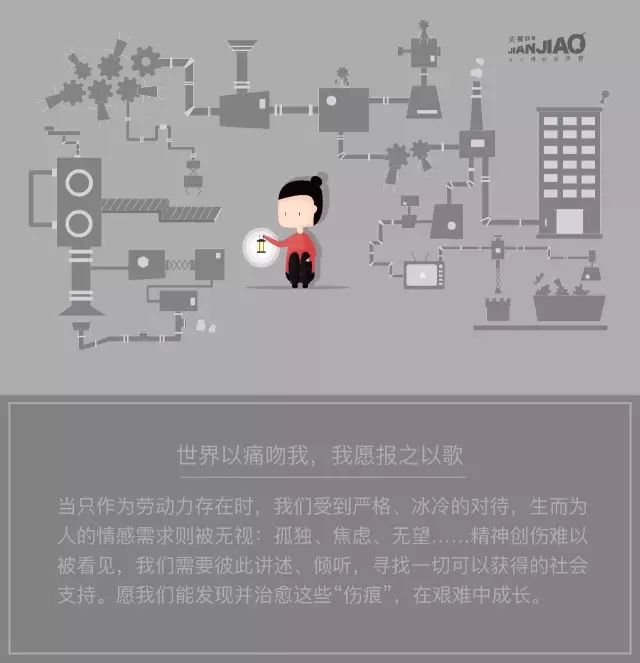 尖椒部落
JIANJIAO
世界以痛吻我，我愿报之以歌
当只作为劳动力存在时，我们受到严格、冰冷的对待，生而为
人的情感需求则被无视：孤独、焦虑、无望……精神创伤难以
被看见，我们需要彼此讲述、倾听，寻找一切可以获得的社会
支持。愿我们能发现并治愈这些“伤痕”，在艰难中成长。